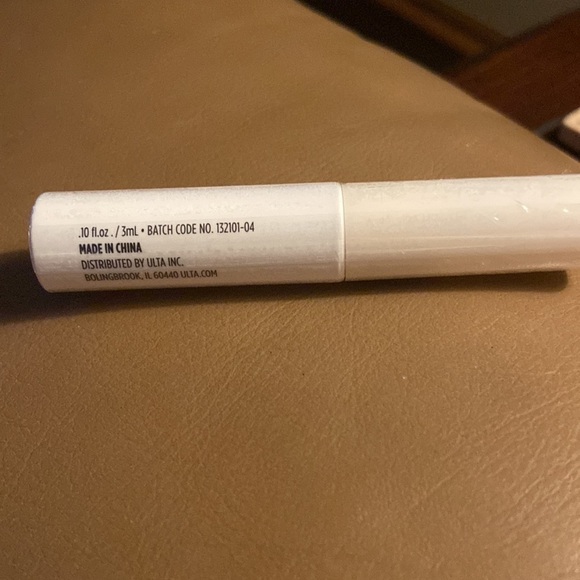 .10 fl.oz . / 3mL • BATCH CODE NO. 132101-04
MADE IN CHINA
DISTRIBUTED BY ULTA INC.
BOLINGBROOK, IL 60440 ULTA.COM